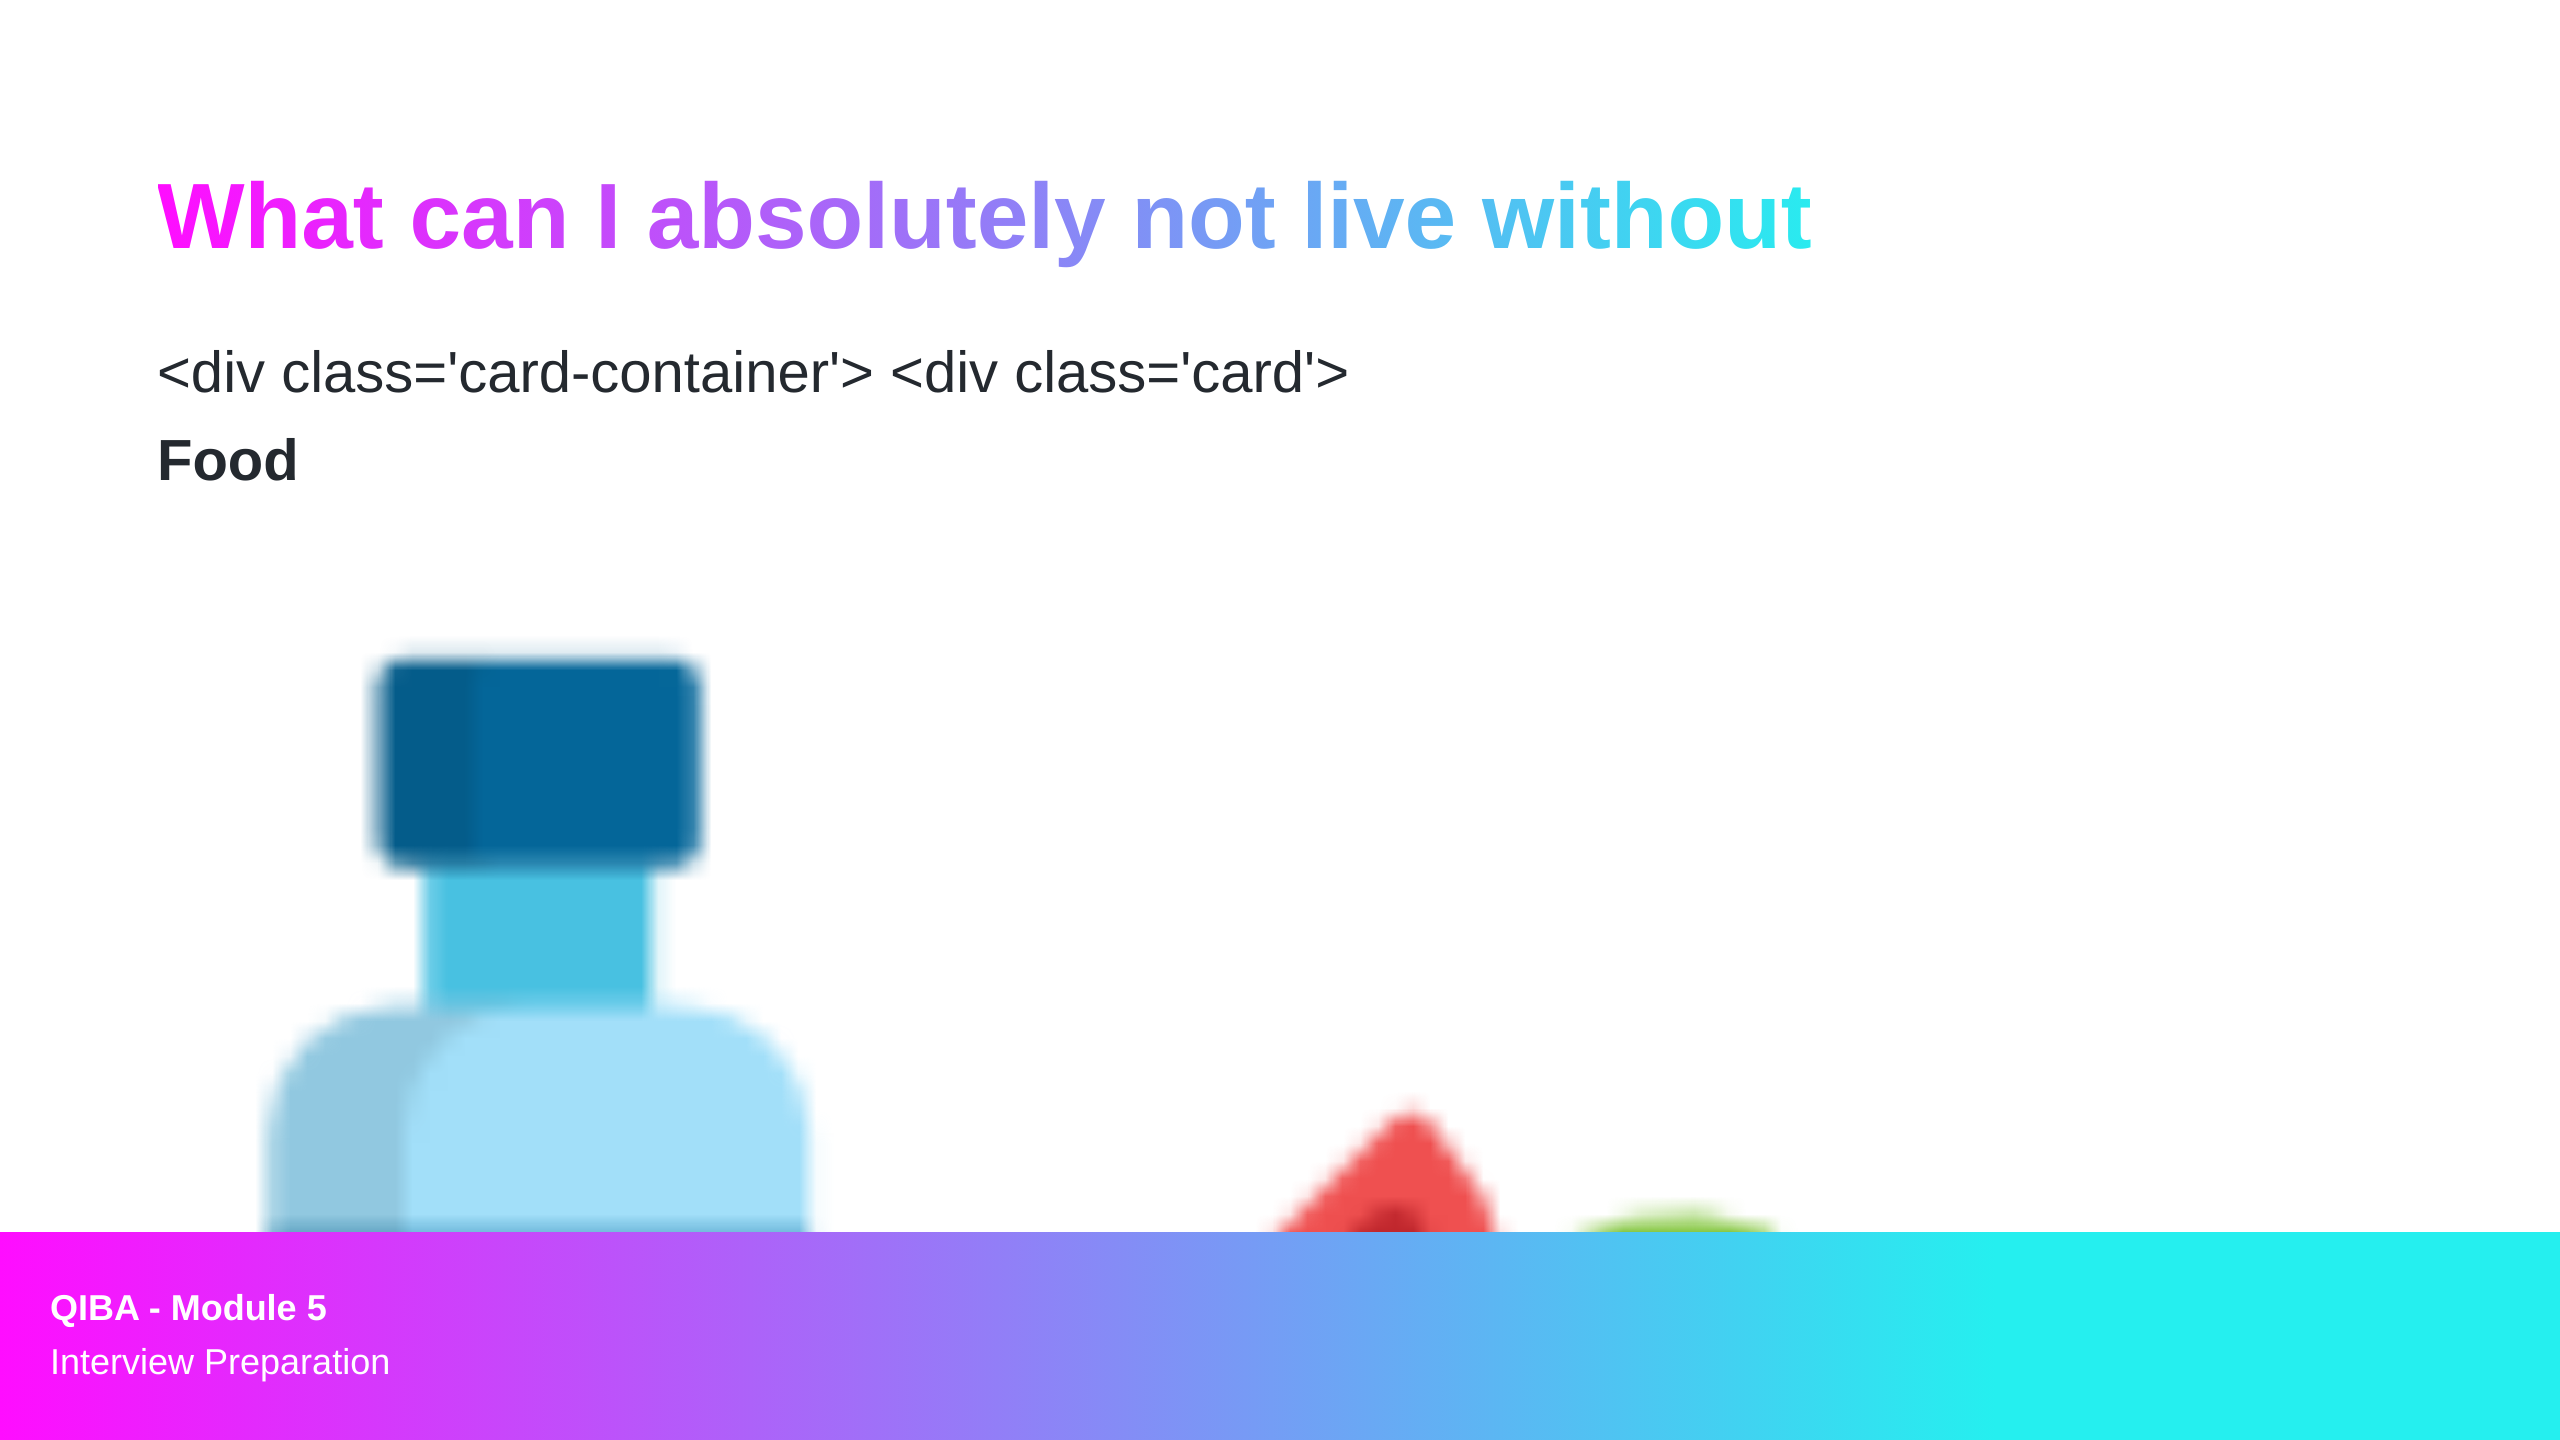 What can I absolutely not live without
<div class='card-container'> <div class='card'>
Food
QIBA - Module 5
Interview Preparation